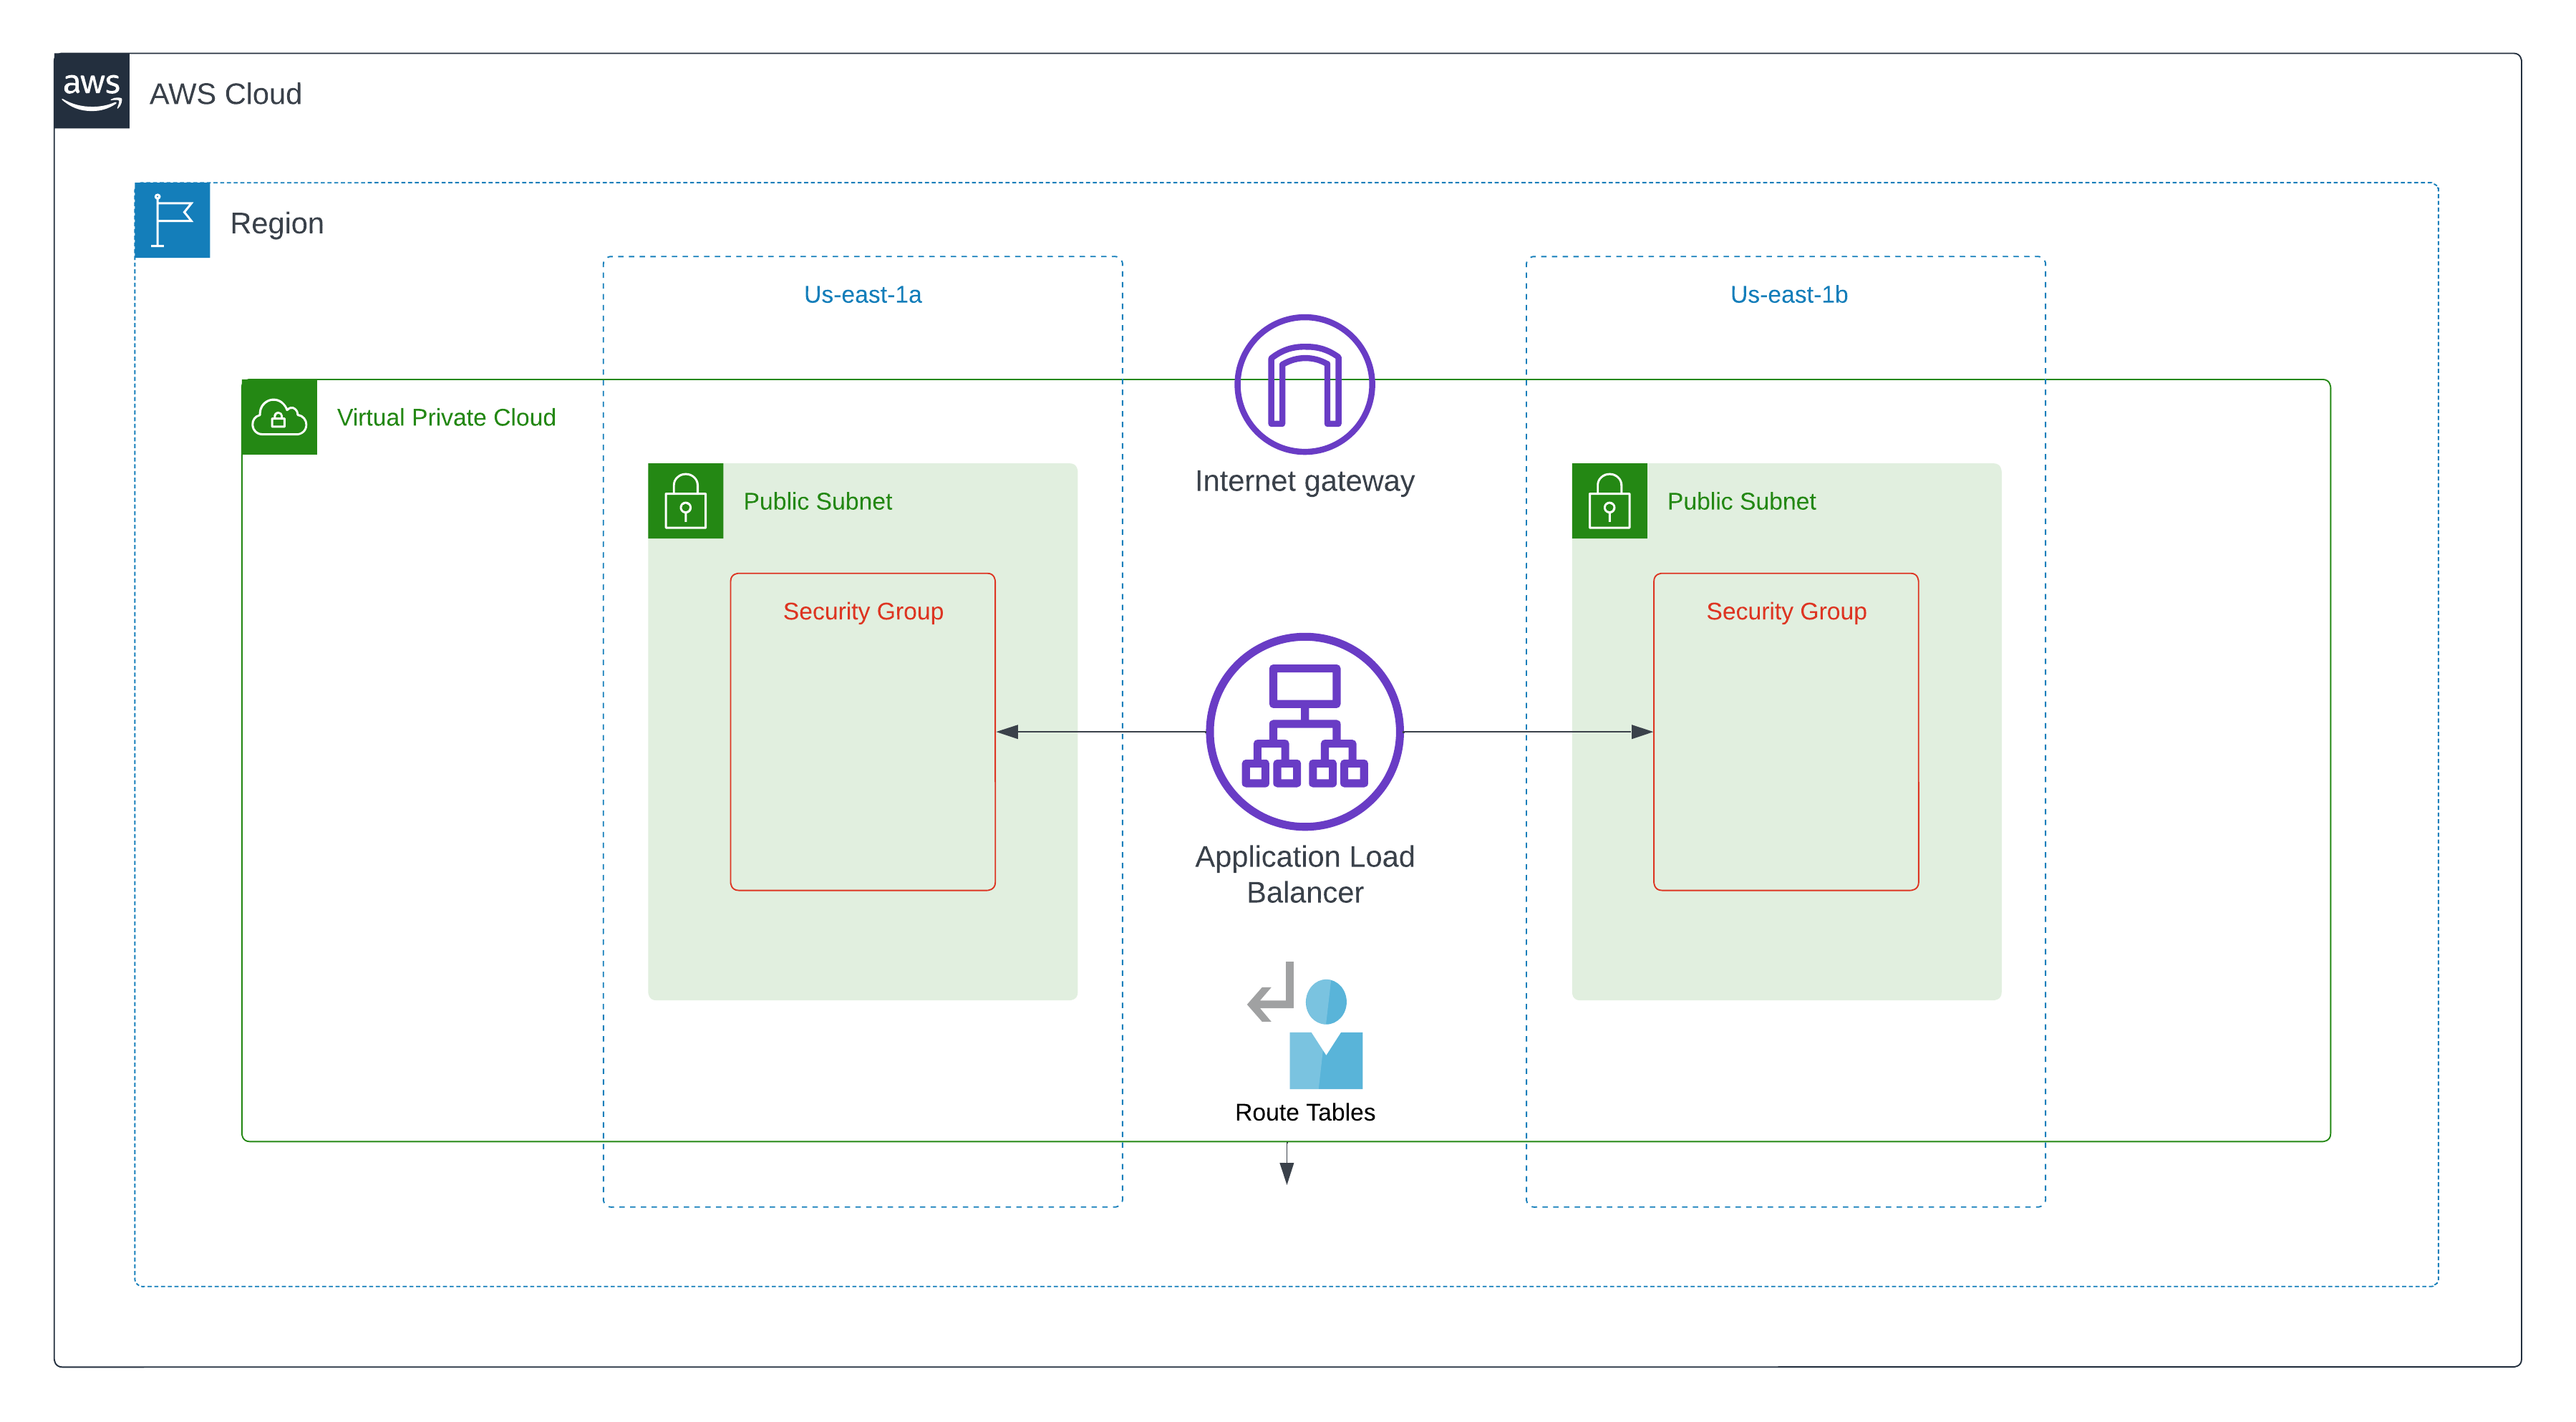 aws
AWS Cloud
Region
Us-east-1a
Us-east-1b
Virtual Private Cloud
Internet gateway
Public Subnet
Public Subnet
Security Group
Security Group
Application Load
Balancer
Route Tables